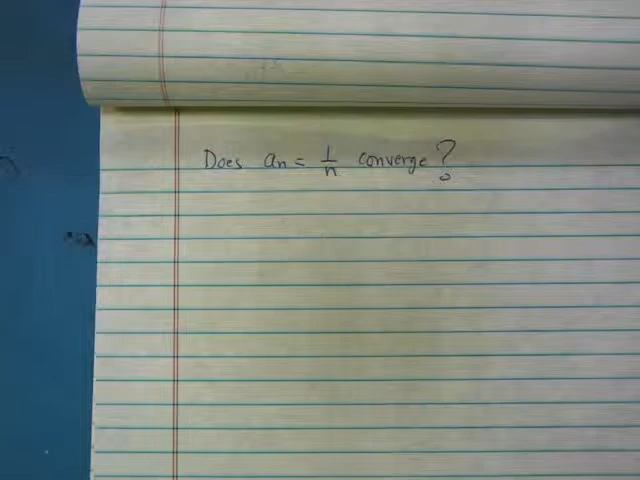 Does an = 1/n converge?